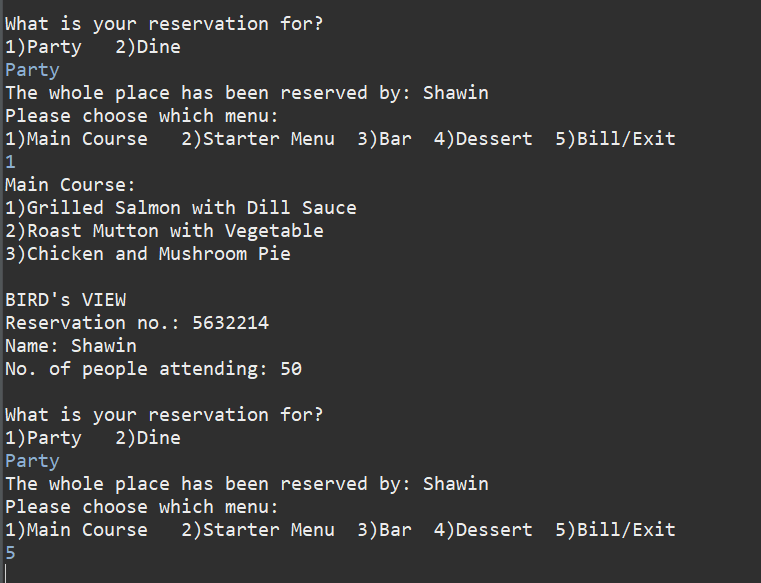 What is your reservation for?
1)Party   2)Dine
Party
The whole place has been reserved by: Shawin
Please choose which menu:
1)Main Course   2)Starter Menu  3)Bar  4)Dessert  5)Bill/Exit
1
Main Course:
1)Grilled Salmon with Dill Sauce
2)Roast Mutton with Vegetable
3)Chicken and Mushroom Pie
BIRD's VIEW
Reservation no.: 5632214
Name: Shawin
No. of people attending: 50
What is your reservation for?
1)Party   2)Dine
Party
The whole place has been reserved by: Shawin
Please choose which menu:
1)Main Course   2)Starter Menu  3)Bar  4)Dessert  5)Bill/Exit
5